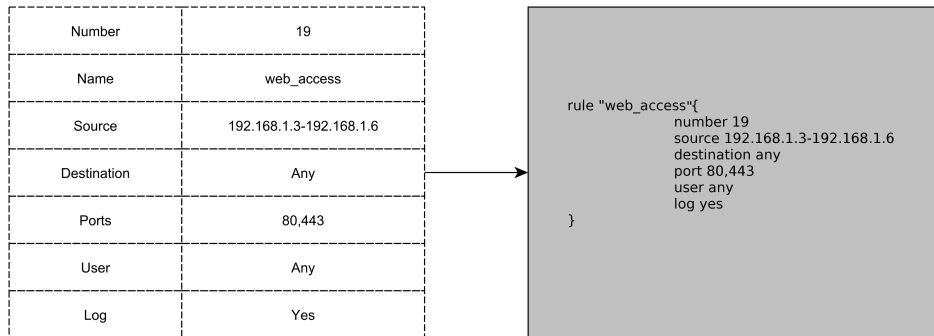 Number 19
Name web_access
Source 192.168.1.3-192.168.1.6
Destination Any
Ports 80,443
User Any
Log Yes
rule "web_access"{
number 19
source 192.168.1.3-192.168.1.6
destination any
port 80,443
user any
log yes
}